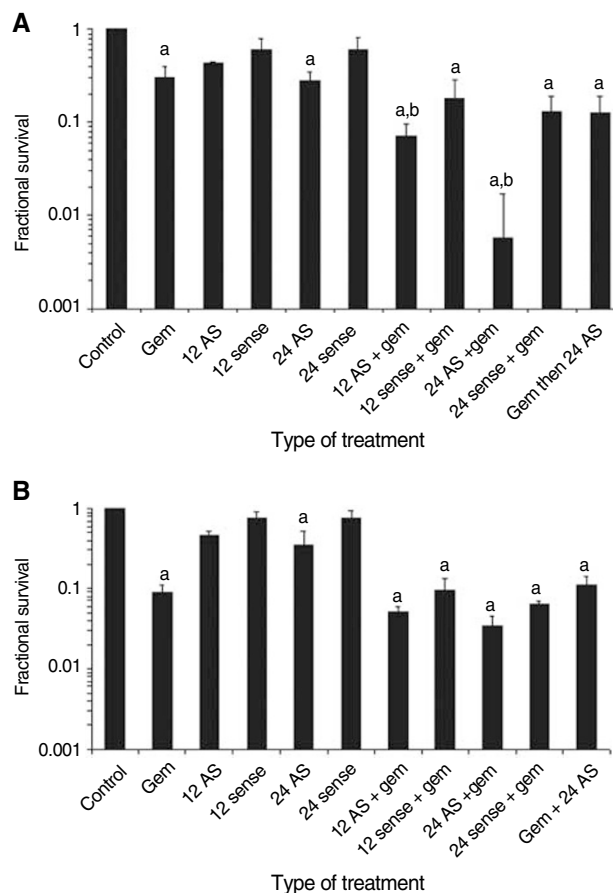 A
Fractional survival
1
0.1
0.01
0.001
a
a
a,b
a
a,b
a
a
Control
Gem
12 AS
12 sense
24 AS
24 sense
12 AS + gem
12 sense + gem
24 AS +gem
24 sense + gem
Gem then 24 AS
Type of treatment
B
Fractional survival
1
0.1
0.01
0.001
a
a
a
a
a
a
a
Control
Gem
12 AS
12 sense
24 AS
24 sense
12 AS + gem
12 sense + gem
24 AS +gem
24 sense + gem
Gem + 24 AS
Type of treatment